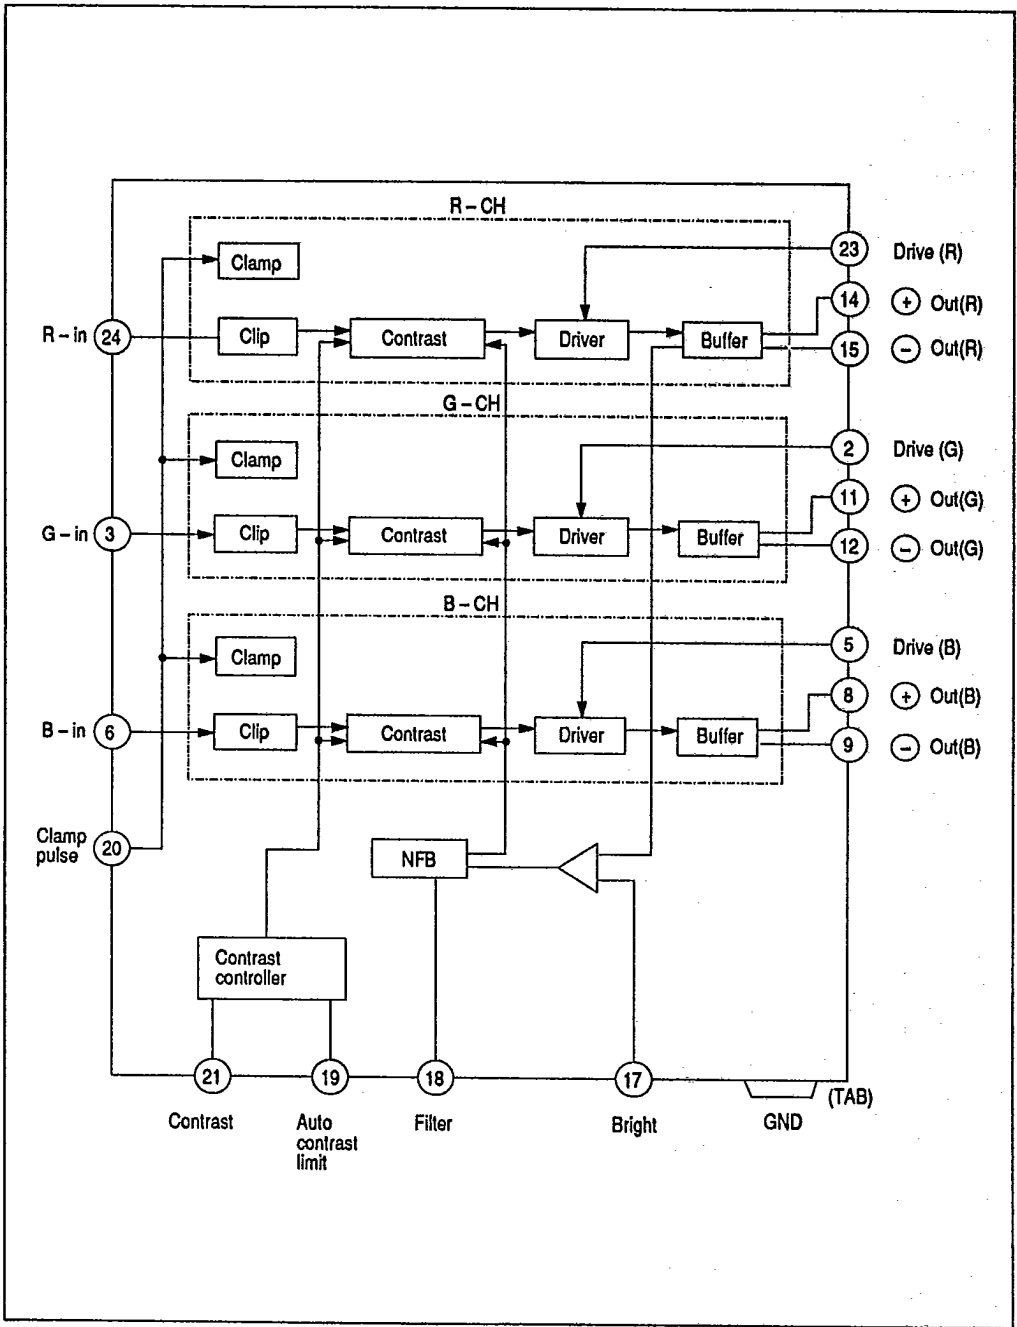 R – CH
Clamp
23 Drive (R)
14 + Out(R)
R – in 24 Clip Contrast Driver Buffer
15 – Out(R)
G – CH
Clamp
2 Drive (G)
11 + Out(G)
G – in 3 Clip Contrast Driver Buffer
12 – Out(G)
B – CH
Clamp
5 Drive (B)
8 + Out(B)
B – in 6 Clip Contrast Driver Buffer
9 – Out(B)
Clamp
pulse
20
NFB
Contrast
controller
21 19 18 17
(TAB)
Contrast
Auto
contrast
limit
Filter
Bright
GND